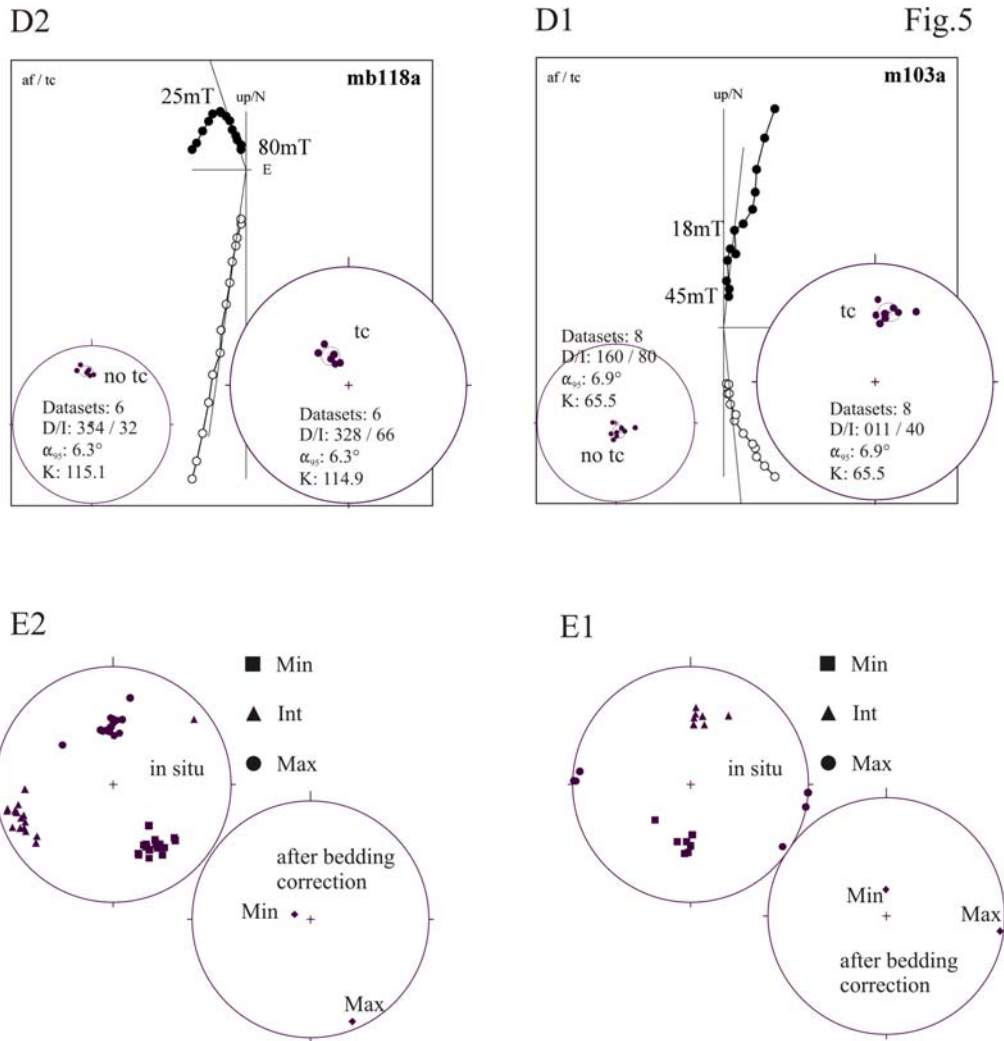 D2
D1
Fig.5
af / tc
mb118a
25mT
up/N
80mT
E
tc
no tc
Datasets: 6
D/I: 354 / 32
α95: 6.3°
K: 115.1
Datasets: 6
D/I: 328 / 66
α95: 6.3°
K: 114.9
af / tc
m103a
up/N
18mT
45mT
Datasets: 8
D/I: 160 / 80
α95: 6.9°
K: 65.5
no tc
tc
Datasets: 8
D/I: 011 / 40
α95: 6.9°
K: 65.5
E2
Min
Int
Max
in situ
after bedding
correction
Min
Max
E1
Min
Int
Max
in situ
Min
Max
after bedding
correction